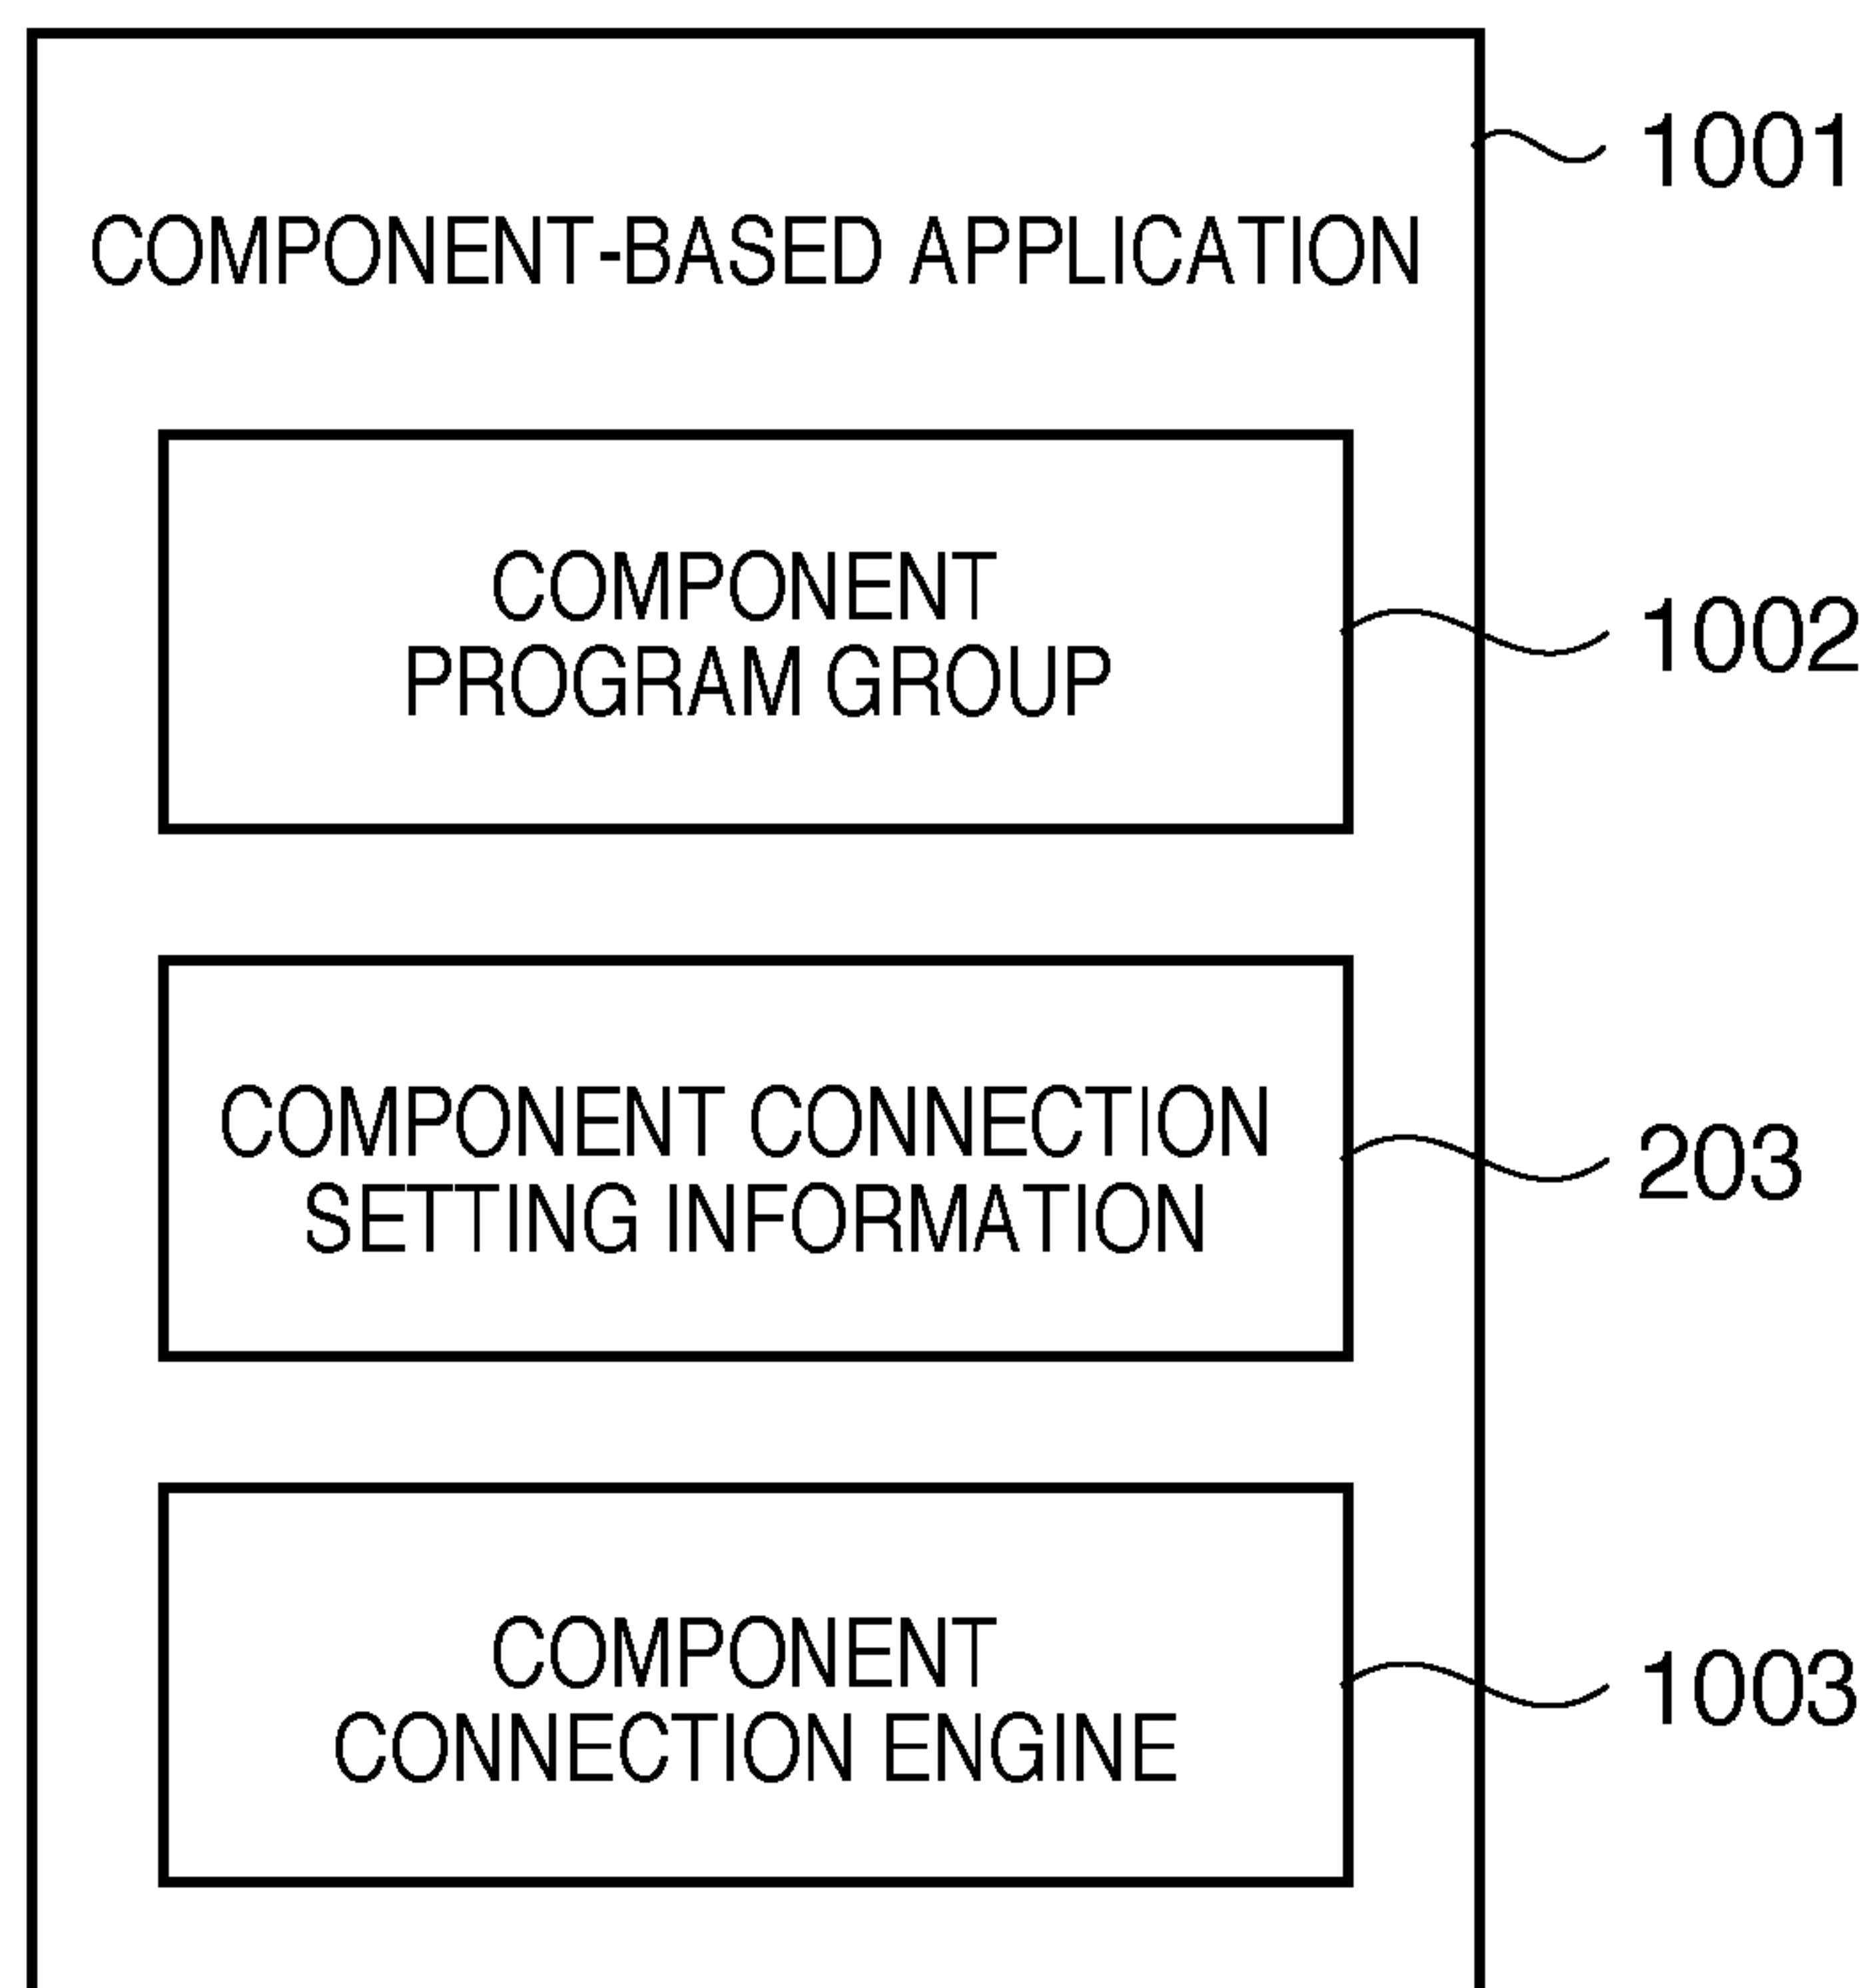 1001
COMPONENT-BASED APPLICATION
COMPONENT
PROGRAM GROUP
1002
COMPONENT CONNECTION
SETTING INFORMATION
203
COMPONENT
CONNECTION ENGINE
1003